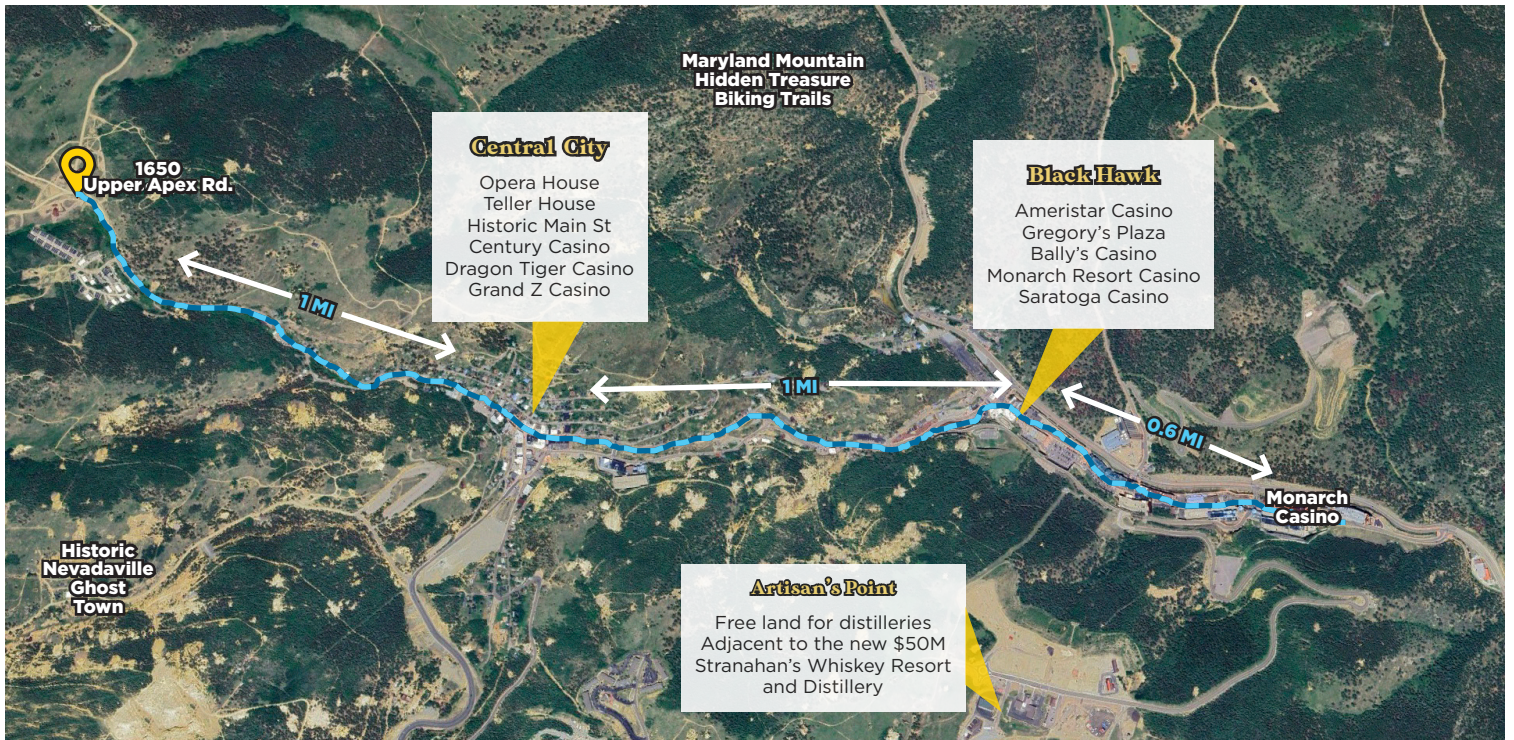 Maryland Mountain
Hidden Treasure
Biking Trails
1650
Upper Apex Rd.
Central City
Opera House
Teller House
Historic Main St
Century Casino
Dragon Tiger Casino
Grand Z Casino
Black Hawk
Ameristar Casino
Gregory's Plaza
Bally's Casino
Monarch Resort Casino
Saratoga Casino
1 MI
1 MI
0.6 MI
Monarch
Casino
Historic
Nevadaville
Ghost
Town
Artisan's Point
Free land for distilleries
Adjacent to the new $50M
Stranahan's Whiskey Resort
and Distillery